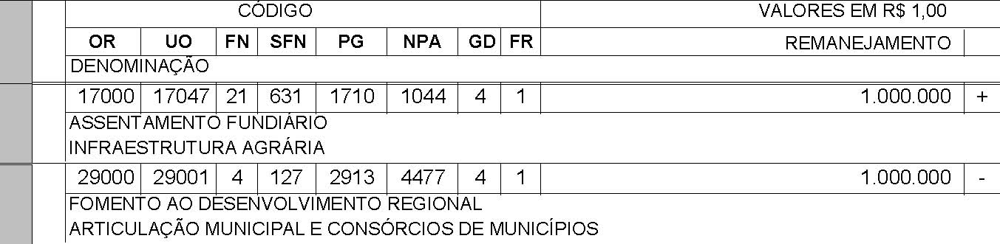 CÓDIGO VALORES EM R$ 1,00
OR UO FN SFN PG NPA GD FR REMANEJAMENTO
DENOMINAÇÃO
17000 17047 21 631 1710 1044 4 1 1.000.000 +
ASSENTAMENTO FUNDIÁRIO
INFRAESTRUTURA AGRÁRIA
29000 29001 4 127 2913 4477 4 1 1.000.000 -
FOMENTO AO DESENVOLVIMENTO REGIONAL
ARTICULAÇÃO MUNICIPAL E CONSÓRCIOS DE MUNICÍPIOS